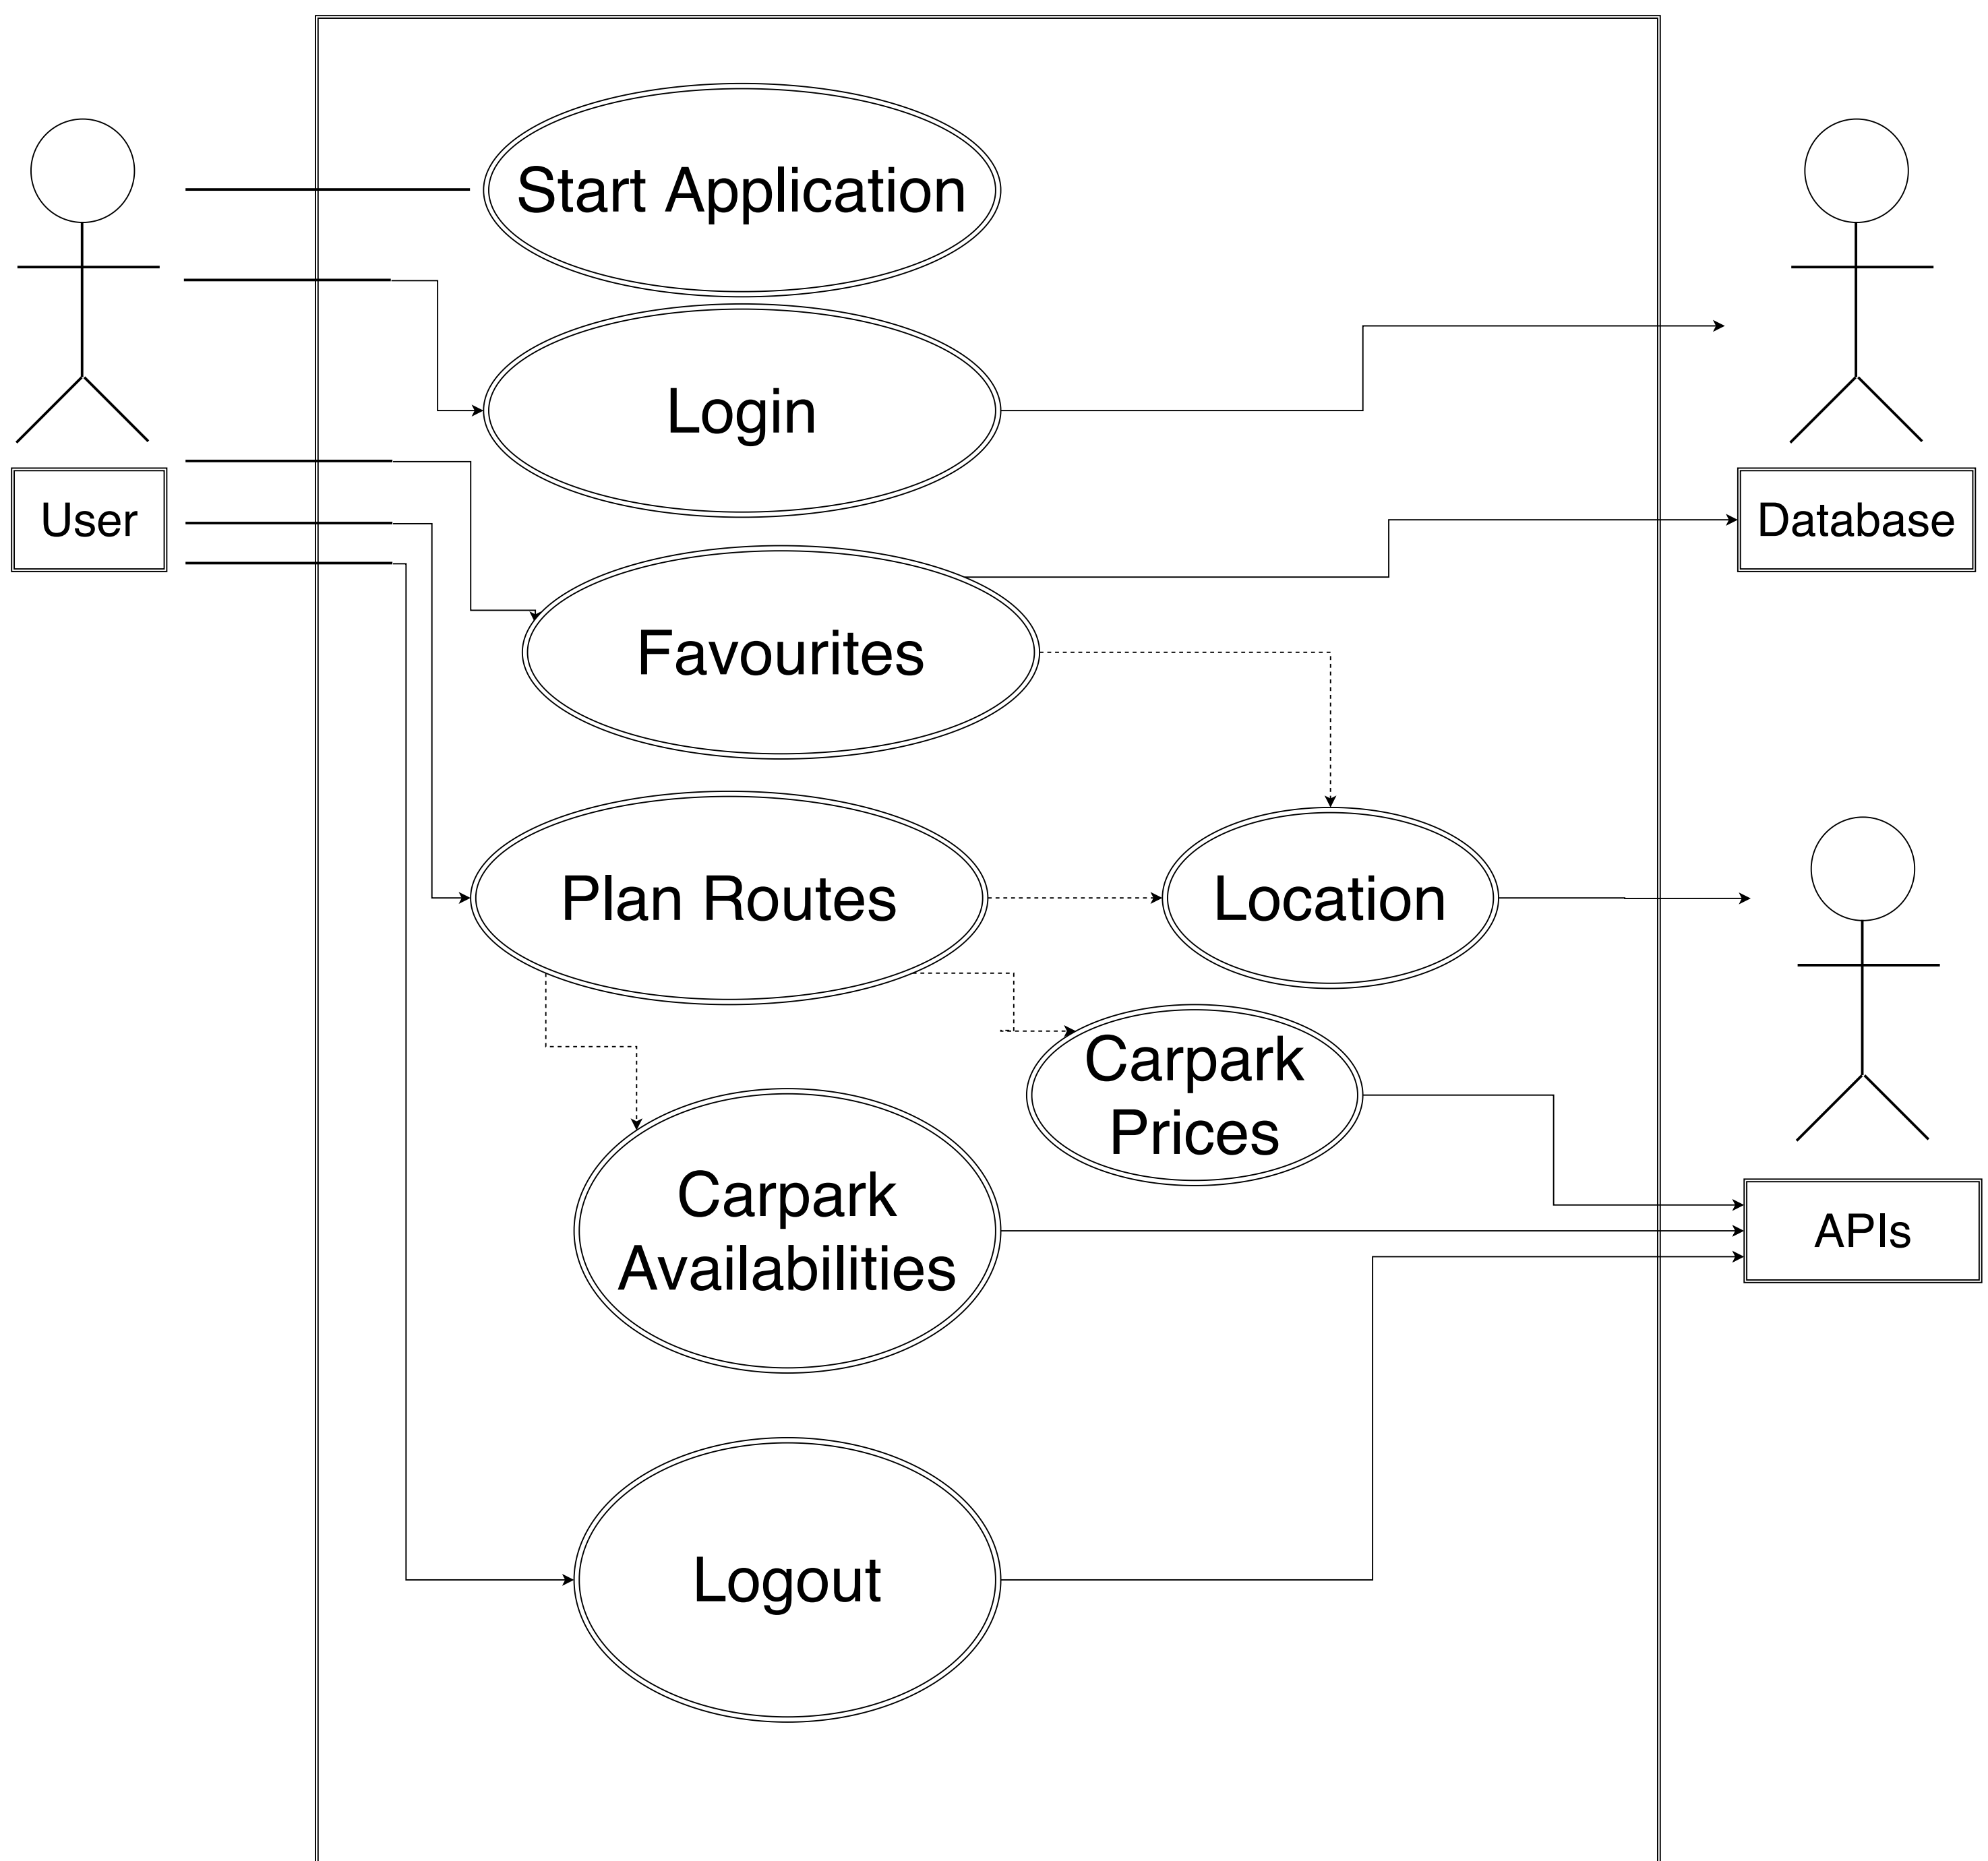 Start Application
Login
User
Database
Favourites
Plan Routes
Location
Carpark
Prices
Carpark
Availabilities
APIs
Logout